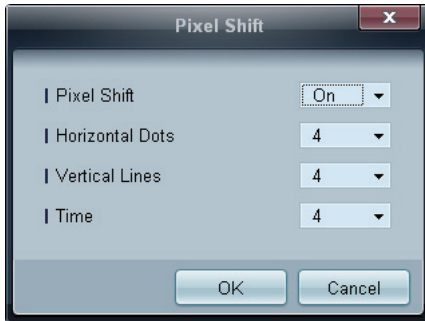 Pixel Shift
Pixel Shift On
Horizontal Dots 4
Vertical Lines 4
Time 4
OK Cancel